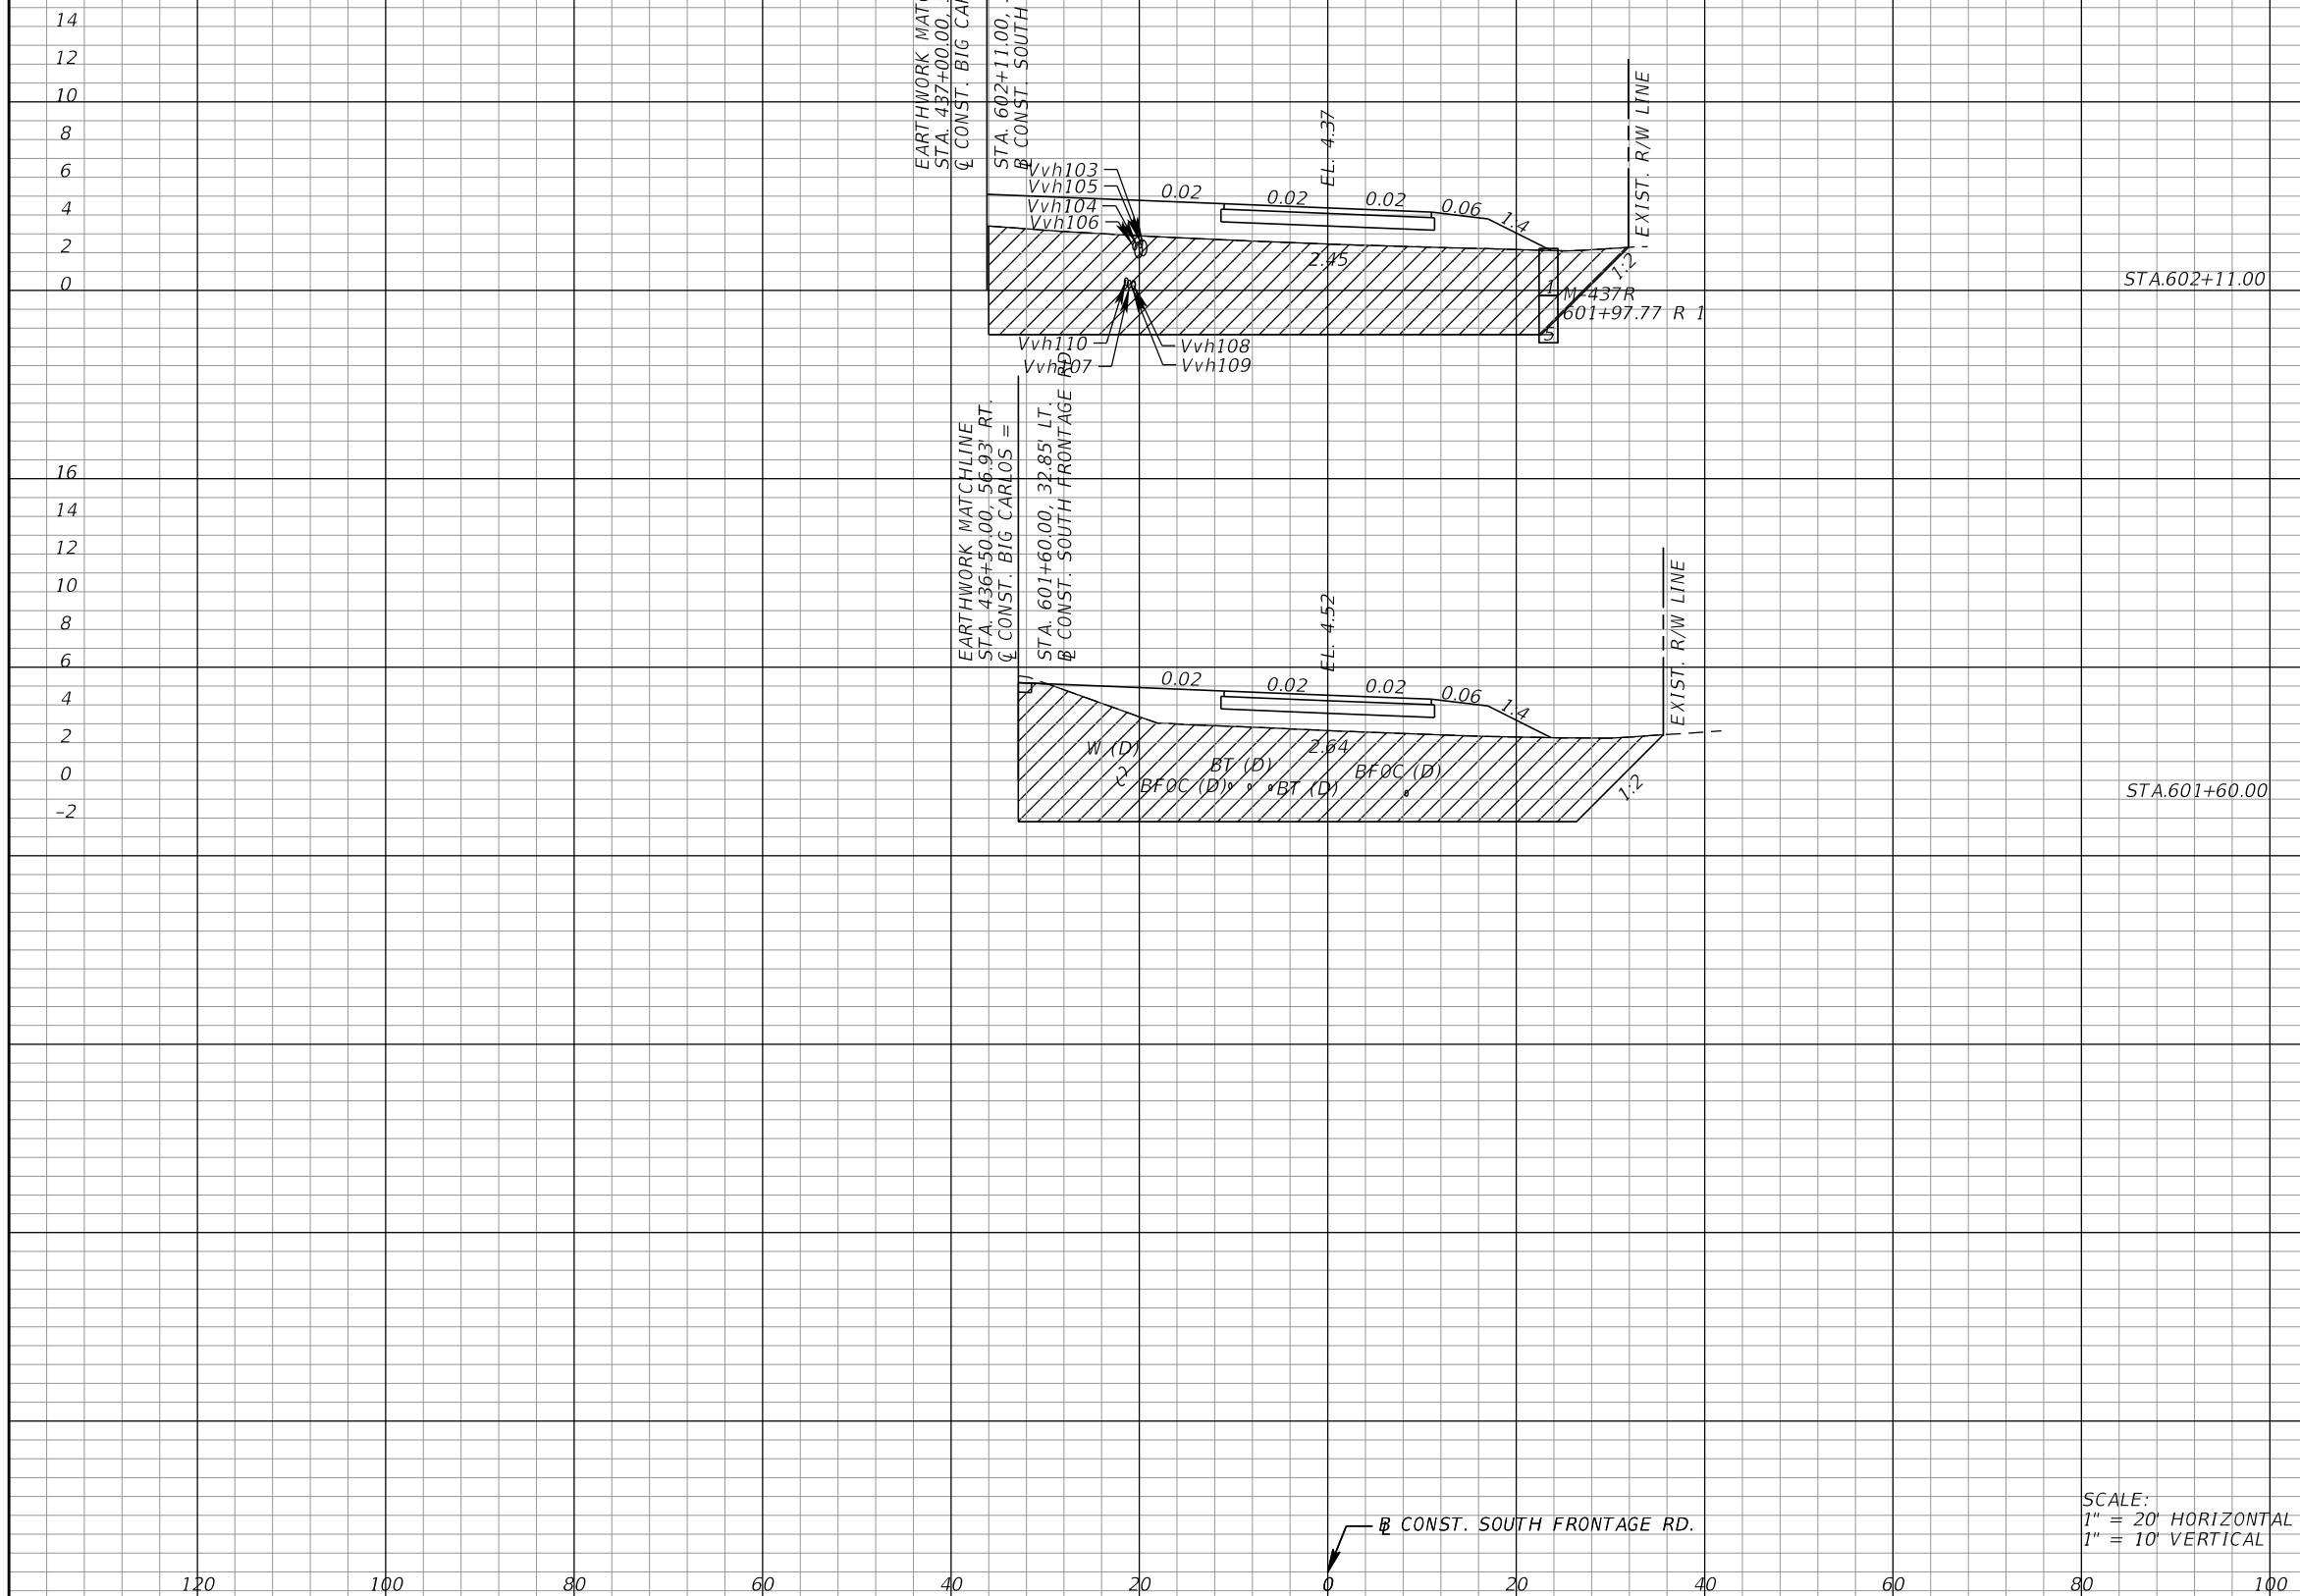 14
12
10
8
6
4
2
0
EARTHWORK
STA. 437+00.00,
℄ CONST. BIG
STA. 602+11.00,
B CONST. SOUTH
Vvh103
Vvh105
Vvh104
Vvh106
0.02
0.02
0.02
0.06
1:4
EL. 4.37
2.45
EXIST. R/W LINE
1:2
1
M-437R
601+97.77 R 1
5
Vvh110
Vvh107
Vvh108
Vvh109
STA.602+11.00
16
14
12
10
8
6
4
2
0
-2
EARTHWORK MATCHLINE
STA. 436+50.00, 56.93' RT.
℄ CONST. BIG CARLOS =
STA. 601+60.00, 32.85' LT.
B CONST. SOUTH FRONTAGE RD
0.02
0.02
0.02
0.06
1:4
EL. 4.52
2.64
EXIST. R/W LINE
1:2
W (D)
BT (D)
BFOC (D)
BT (D)
BFOC (D)
STA.601+60.00
SCALE:
1" = 20' HORIZONTAL
1" = 10' VERTICAL
B CONST. SOUTH FRONTAGE RD.
120 100 80 60 40 20 0 20 40 60 80 100